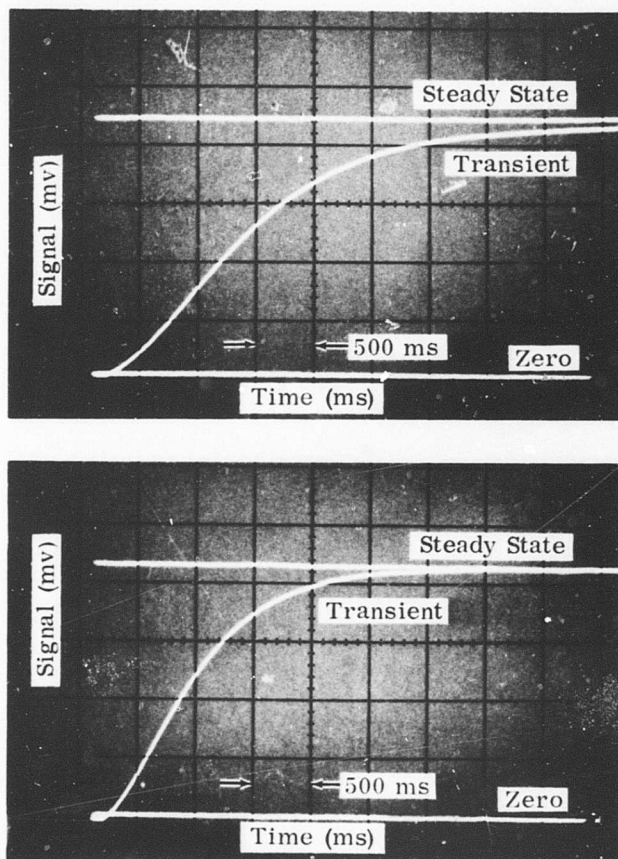 Steady State
Transient
Signal (mv)
500 ms
Zero
Time (ms)
Steady State
Transient
Signal (mv)
500 ms
Zero
Time (ms)